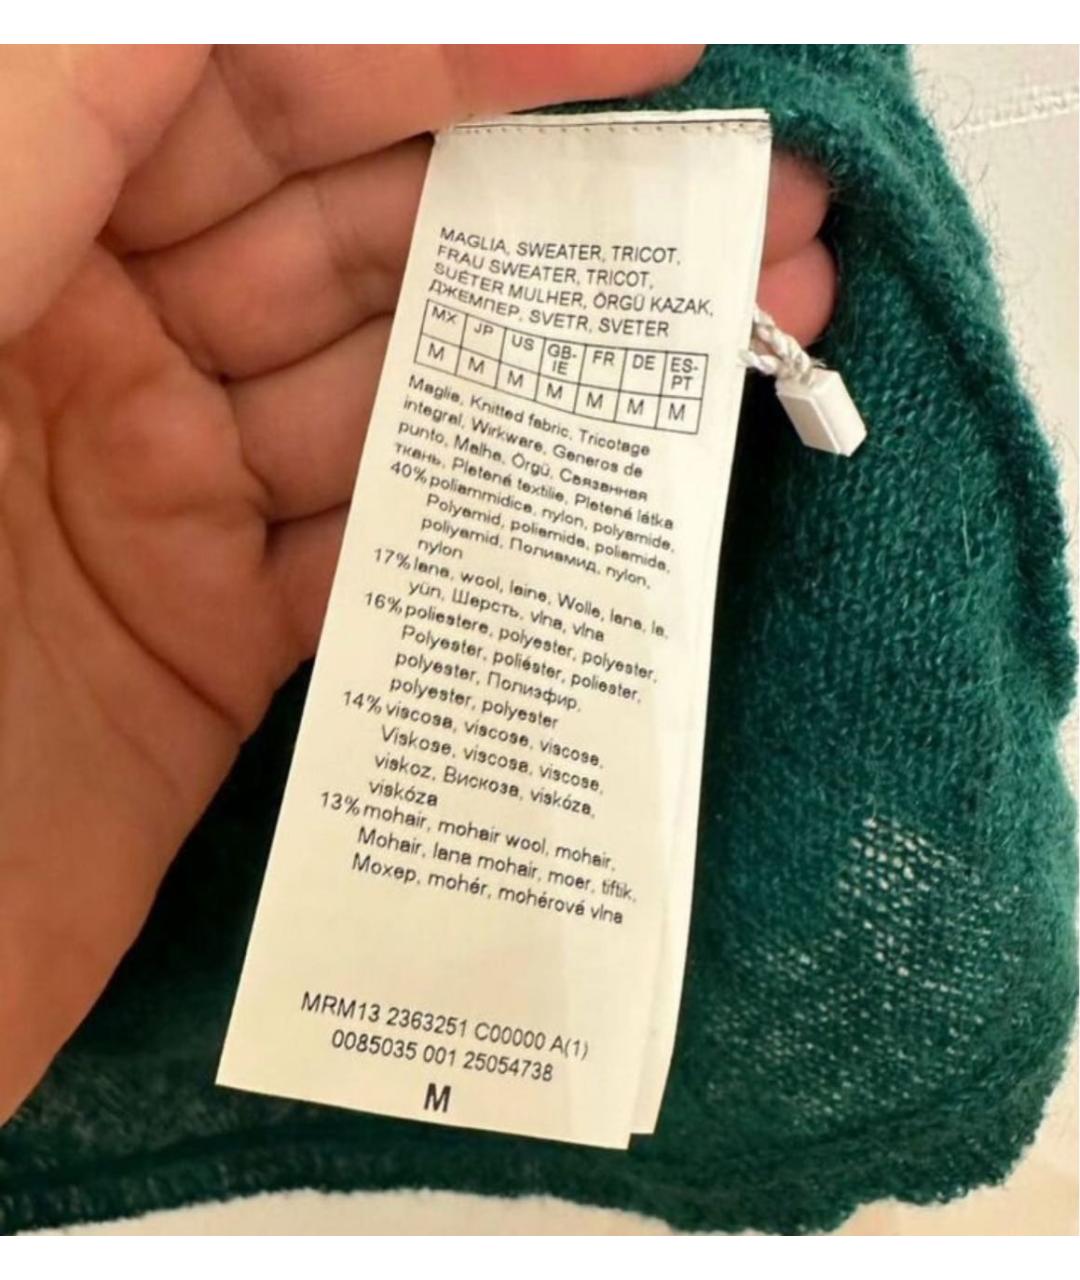 MAGLIA, SWEATER, TRICOT,
FRAU SWEATER, TRICOT,
SUÉTER MULHER, ÖRGÜ KAZAK,
ДЖЕМПЕР, SVETR, SVETER
MX JP US GB-IE FR DE ES-PT
M M M M M M M
Maglia, Knitted fabric, Tricotage
integral, Wirkware, Generos de
punto, Malha, Örgü, Связанная
ткань, Pletená textilie, Pletená látka
40% poliammidica, nylon, polyamide,
Polyamid, poliamida, poliamida,
poliyamid, Полиамид, nylon,
nylon
17% lana, wool, laine, Wolle, lana, la,
yün, Шерсть, vlna, vlna
16% poliestere, polyester, polyester,
Polyester, poliéster, poliester,
polyester, Полиэфир,
polyester, polyester
14% viscosa, viscose, viscose,
Viskose, viscosa, viscose,
viskoz, Вискоза, viskóza,
viskóza
13% mohair, mohair wool, mohair,
Mohair, lana mohair, moer, tiftik,
Мохер, mohér, mohérové vlna
MRM13 2363251 C00000 A(1)
0085035 001 25054738
M